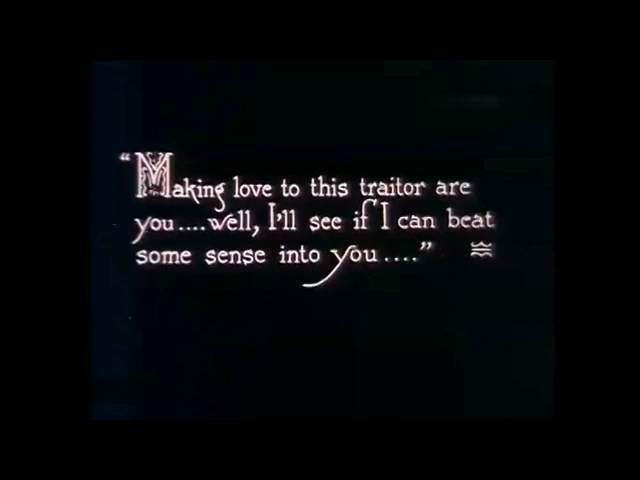 “Making love to this traitor are
you....well, I'll see if I can beat
some sense into you....”